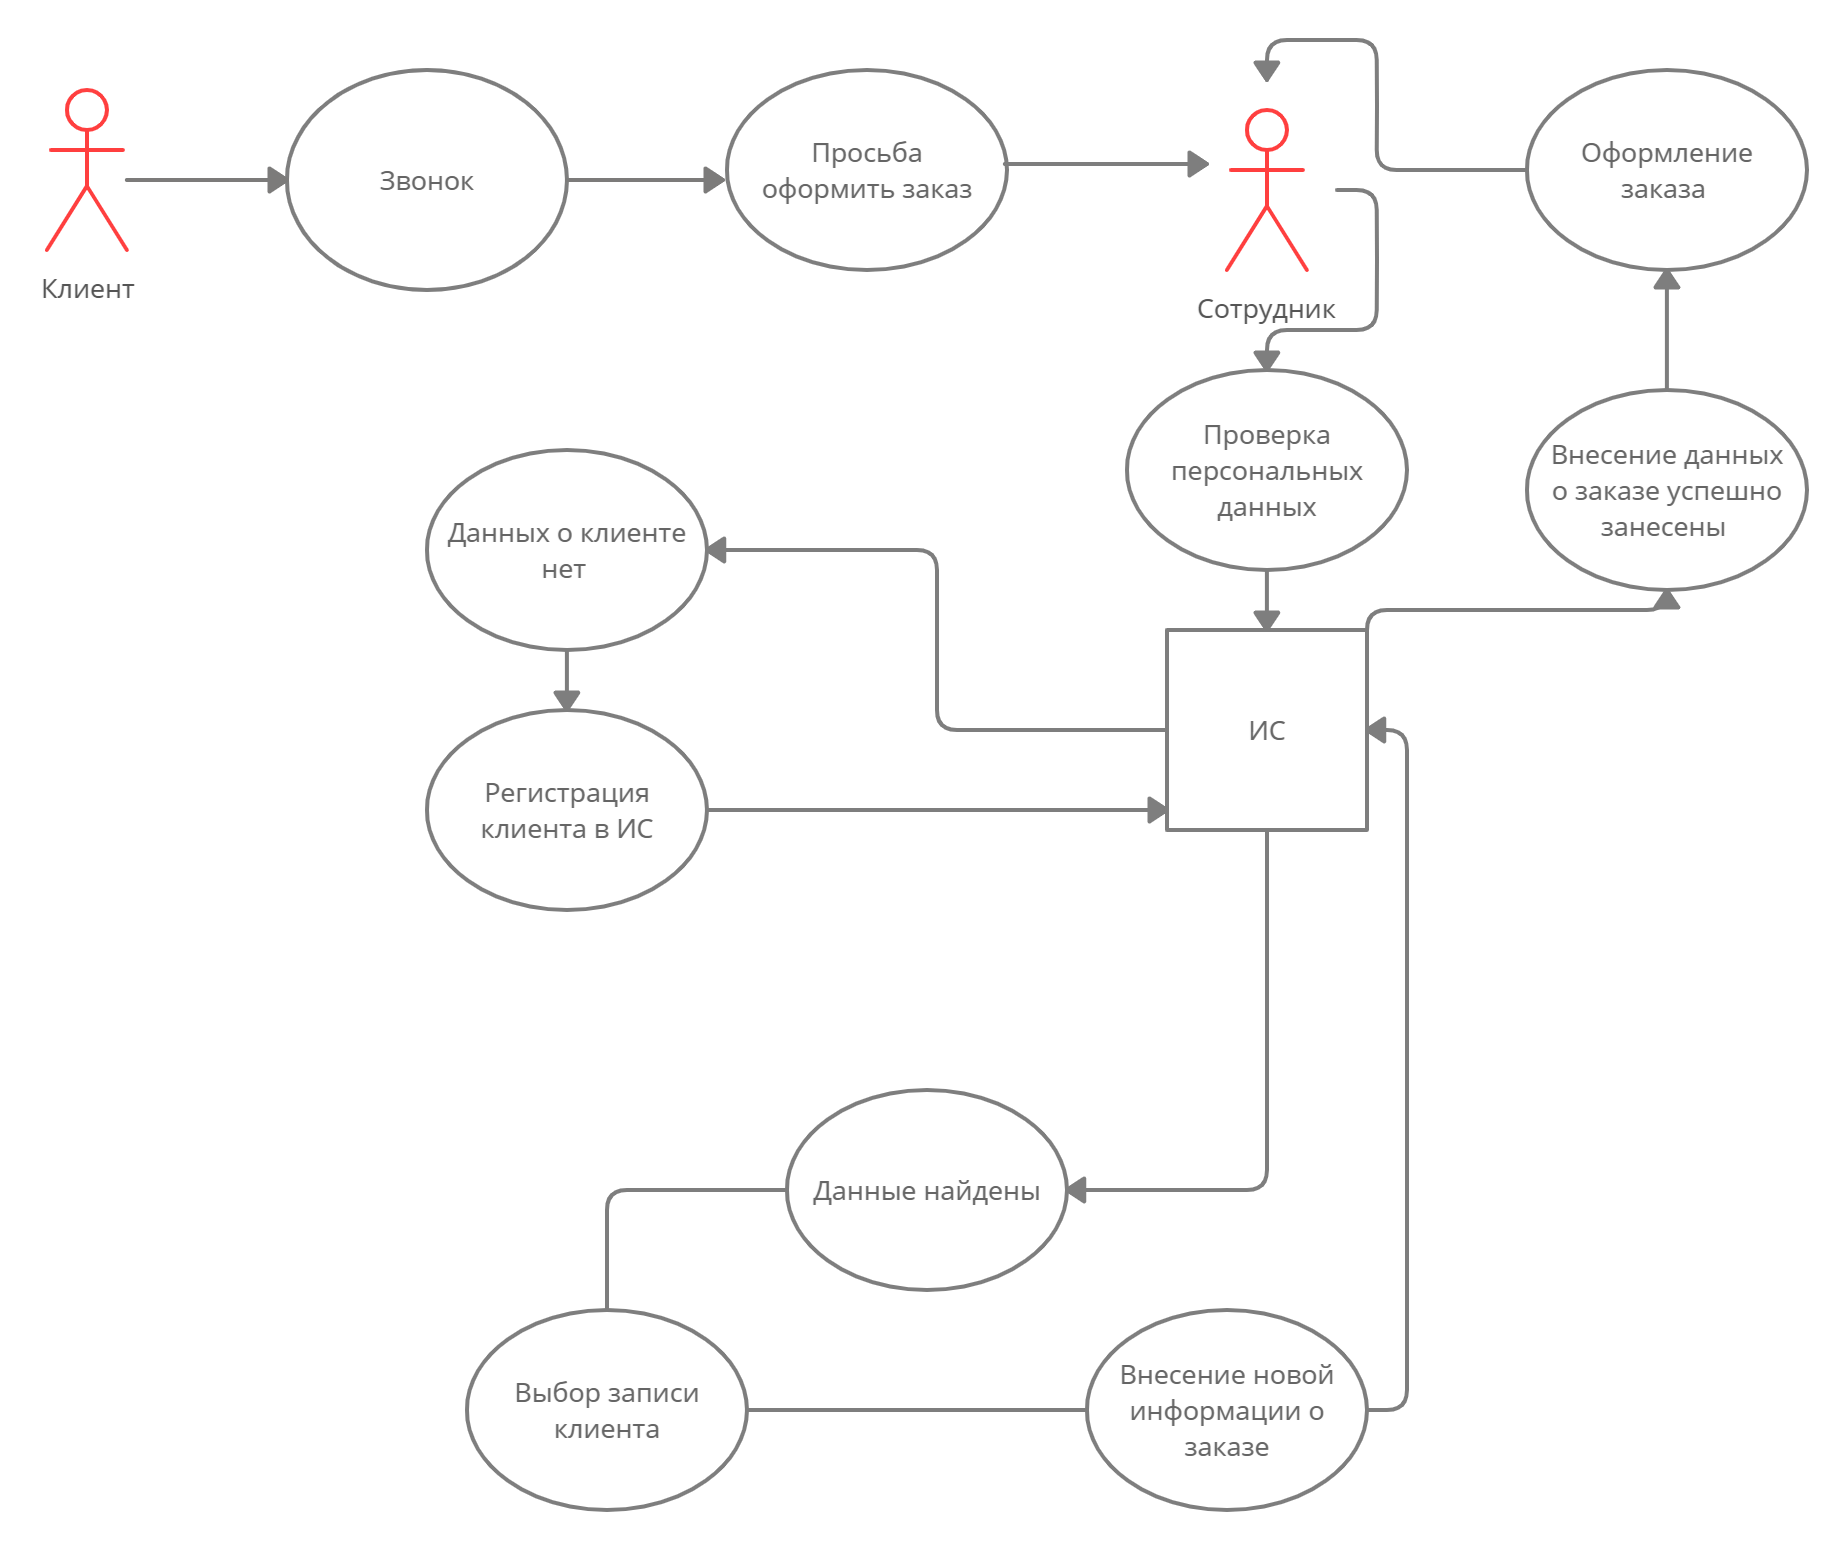 Клиент
Звонок
Просьба
оформить заказ
Сотрудник
Оформление
заказа
Проверка
персональных
данных
Внесение данных
о заказе успешно
занесены
Данных о клиенте
нет
ИС
Регистрация
клиента в ИС
Данные найдены
Выбор записи
клиента
Внесение новой
информации о
заказе